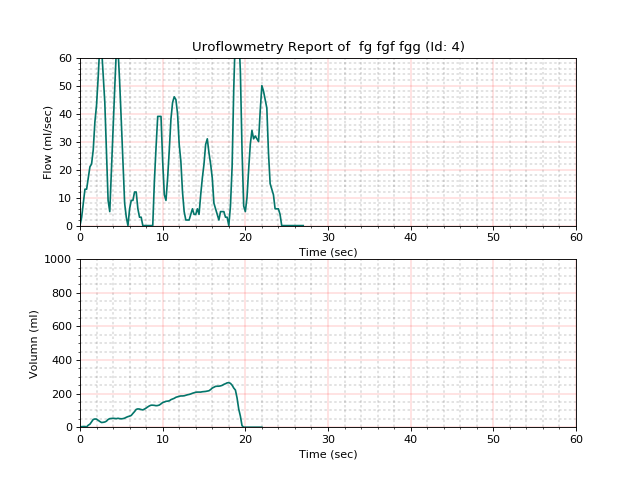 Uroflowmetry Report of  fg fgf fgg (Id: 4)
60
50
40
30
20
10
0
Flow (ml/sec)
0 10 20 30 40 50 60
Time (sec)
1000
800
600
400
200
0
Volumn (ml)
0 10 20 30 40 50 60
Time (sec)